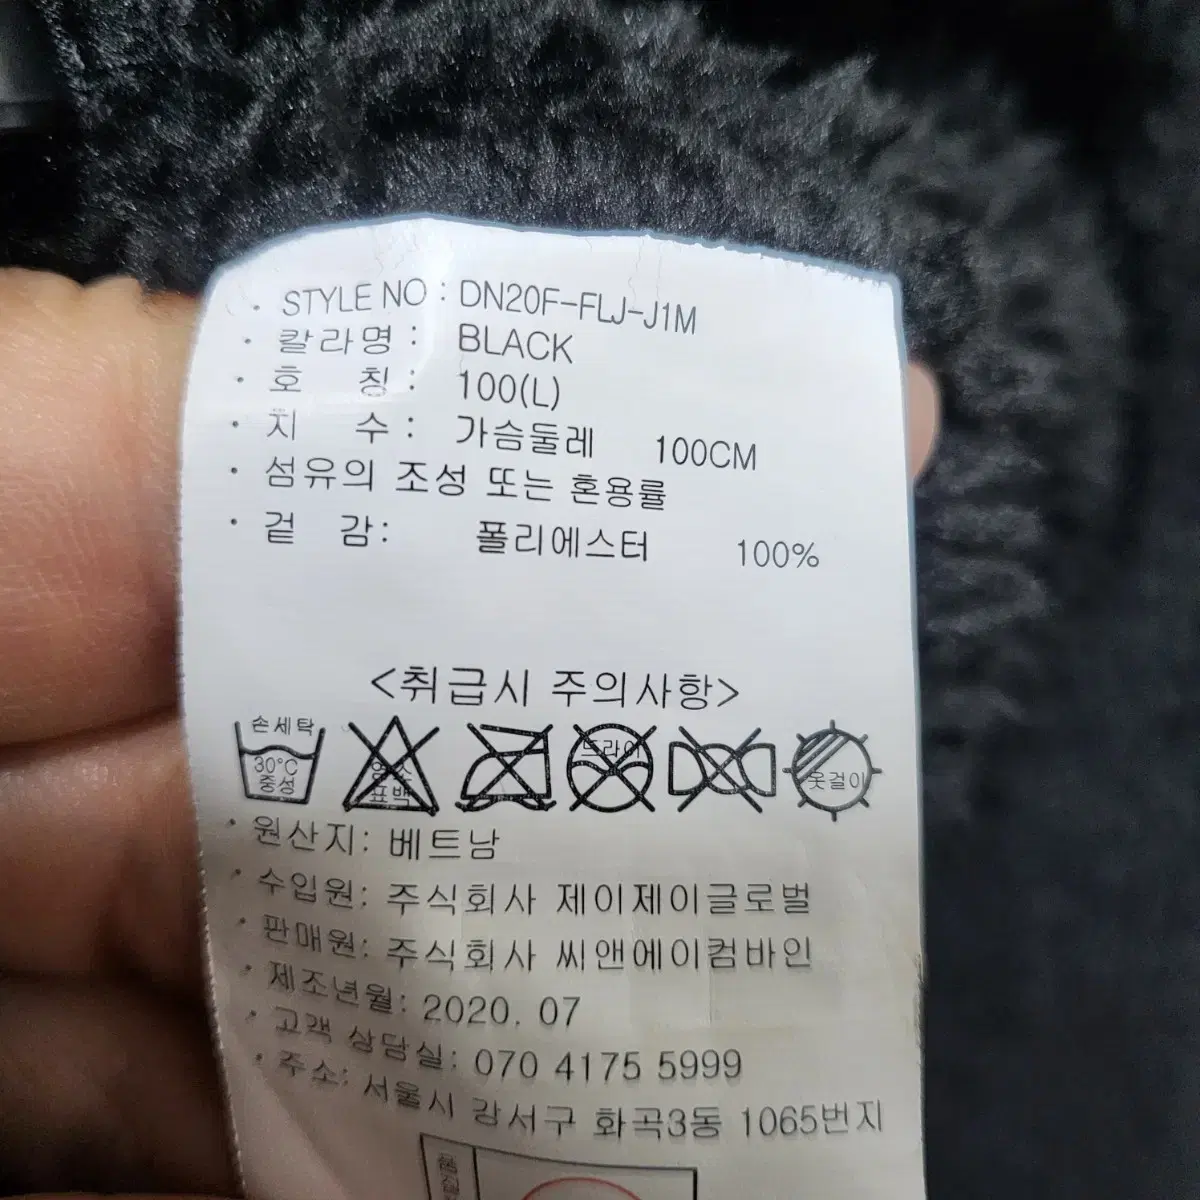 · STYLE NO : DN20F-FLJ-J1M
· 칼라명 : BLACK
· 호 칭 : 100(L)
· 치 수 : 가슴둘레 100CM
· 섬유의 조성 또는 혼용률
· 겉 감: 폴리에스터 100%
<취급시 주의사항>
손세탁
30°C
중성
염소
표백
드라이
옷걸이
· 원산지: 베트남
· 수입원: 주식회사 제이제이글로벌
· 판매원: 주식회사 씨앤에이컴바인
· 제조년월: 2020. 07
· 고객 상담실: 070 4175 5999
· 주소: 서울시 강서구 화곡3동 1065번지